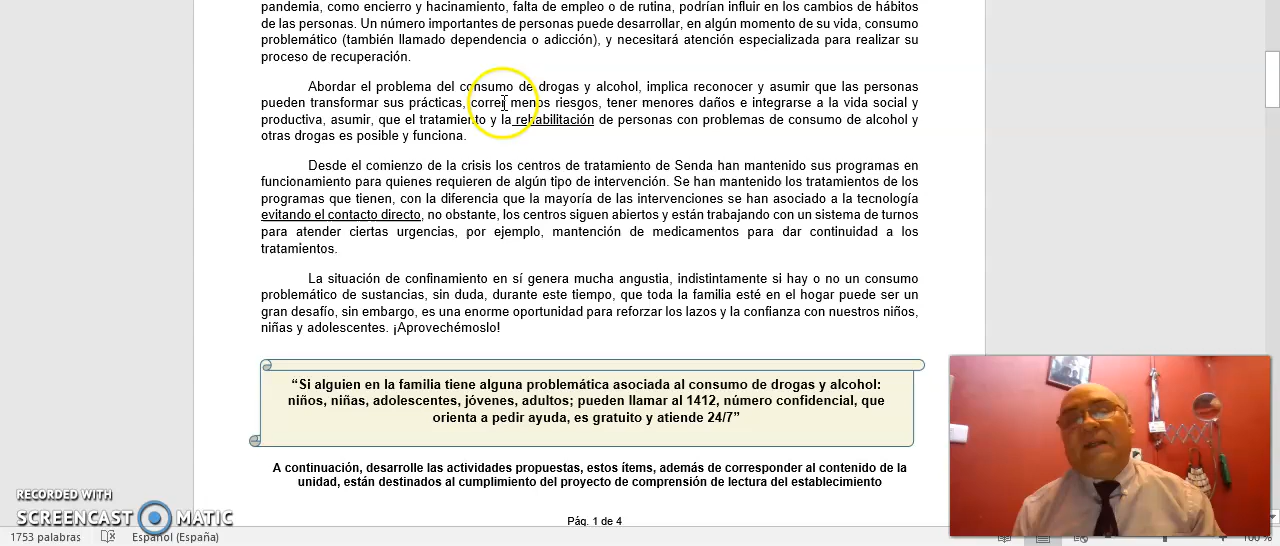 pandemia, como encierro y hacinamiento, falta de empleo o de rutina, podrían influir en los cambios de hábitos
de las personas. Un número importantes de personas puede desarrollar, en algún momento de su vida, consumo
problemático (también llamado dependencia o adicción), y necesitará atención especializada para realizar su
proceso de recuperación.
Abordar el problema del consumo de drogas y alcohol, implica reconocer y asumir que las personas
pueden transformar sus prácticas, correr menos riesgos, tener menores daños e integrarse a la vida social y
productiva, asumir, que el tratamiento y la rehabilitación de personas con problemas de consumo de alcohol y
otras drogas es posible y funciona.
Desde el comienzo de la crisis los centros de tratamiento de Senda han mantenido sus programas en
funcionamiento para quienes requieren de algún tipo de intervención. Se han mantenido los tratamientos de los
programas que tienen, con la diferencia que la mayoría de las intervenciones se han asociado a la tecnología
evitando el contacto directo, no obstante, los centros siguen abiertos y están trabajando con un sistema de turnos
para atender ciertas urgencias, por ejemplo, mantención de medicamentos para dar continuidad a los
tratamientos.
La situación de confinamiento en sí genera mucha angustia, indistintamente si hay o no un consumo
problemático de sustancias, sin duda, durante este tiempo, que toda la familia esté en el hogar puede ser un
gran desafío, sin embargo, es una enorme oportunidad para reforzar los lazos y la confianza con nuestros niños,
niñas y adolescentes. ¡Aprovechémoslo!
“Si alguien en la familia tiene alguna problemática asociada al consumo de drogas y alcohol:
niños, niñas, adolescentes, jóvenes, adultos; pueden llamar al 1412, número confidencial, que
orienta a pedir ayuda, es gratuito y atiende 24/7”
A continuación, desarrolle las actividades propuestas, estos ítems, además de corresponder al contenido de la
unidad, están destinados al cumplimiento del proyecto de comprensión de lectura del establecimiento
Pág. 1 de 4
RECORDED WITH
SCREENCAST MATIC
1753 palabras Español (España) 100 %